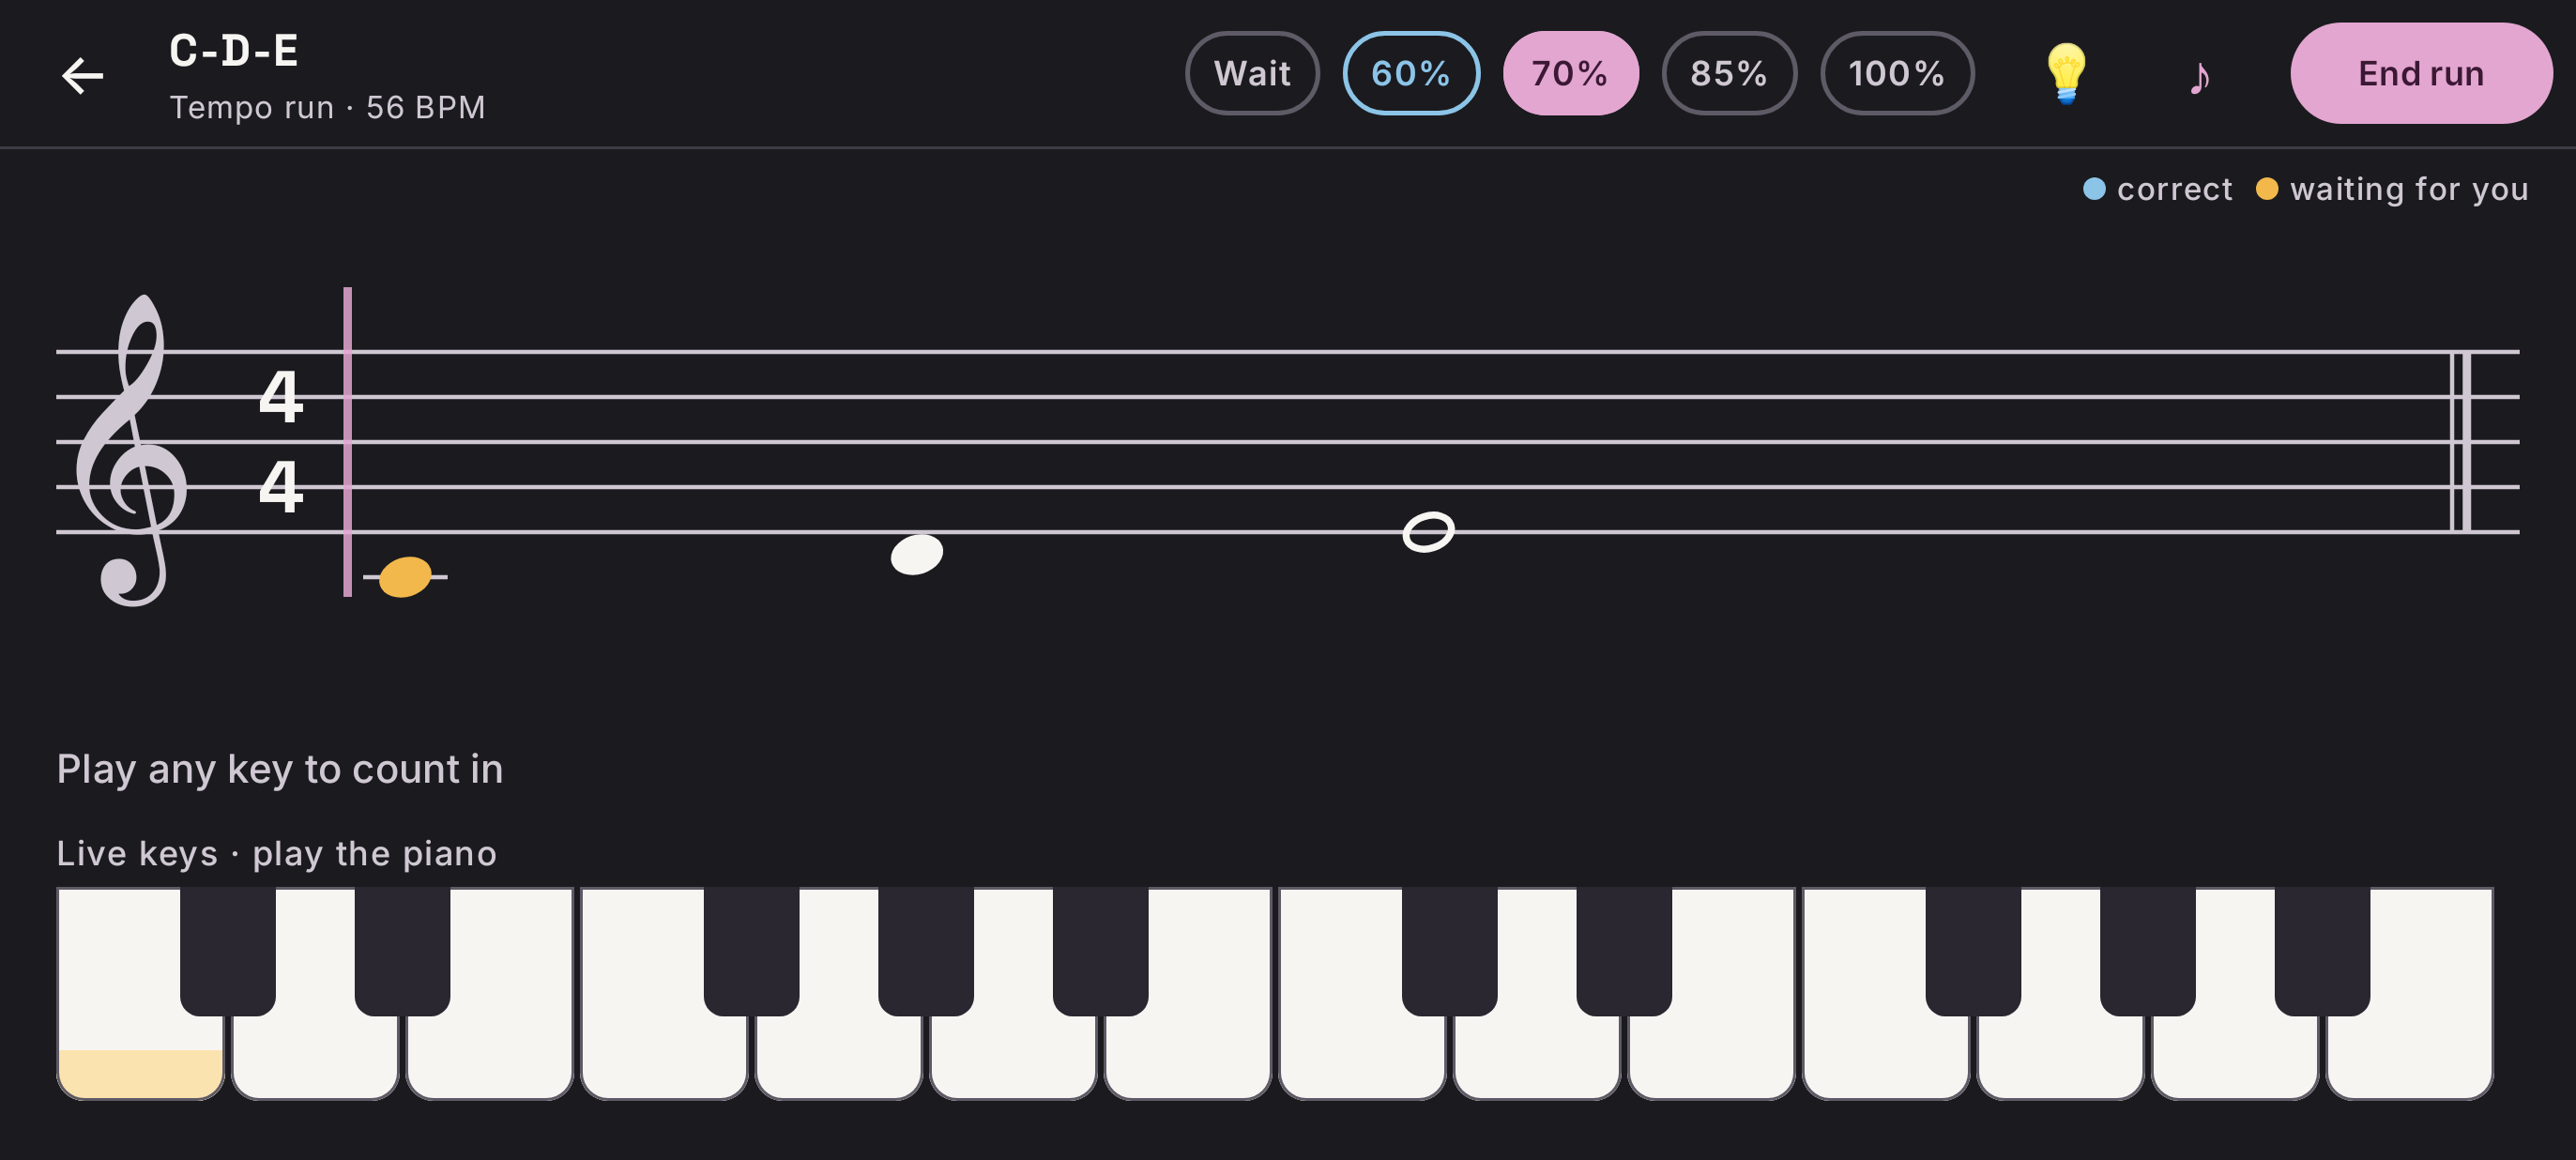 C-D-E
Tempo run · 56 BPM
Wait 60% 70% 85% 100% End run
correct waiting for you
4
4
Play any key to count in
Live keys · play the piano